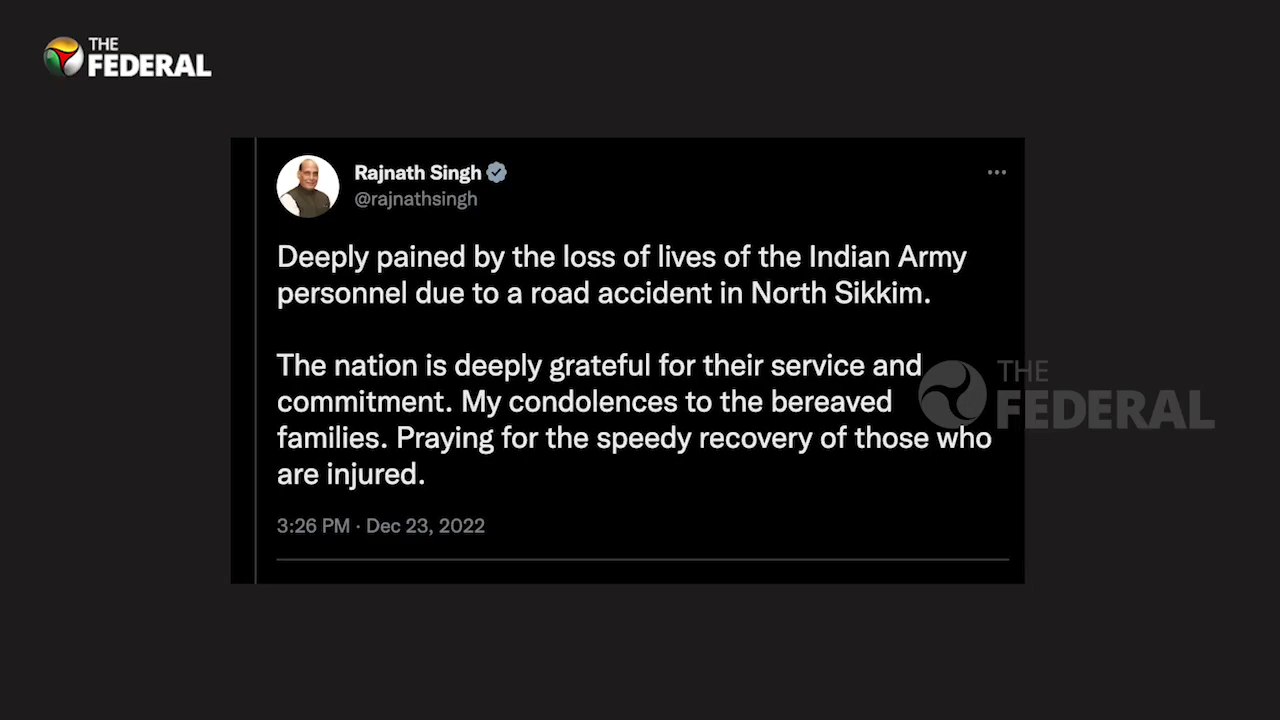 THE
FEDERAL
Rajnath Singh
@rajnathsingh
Deeply pained by the loss of lives of the Indian Army
personnel due to a road accident in North Sikkim.
The nation is deeply grateful for their service and
commitment. My condolences to the bereaved
families. Praying for the speedy recovery of those who
are injured.
3:26 PM · Dec 23, 2022
THE
FEDERAL